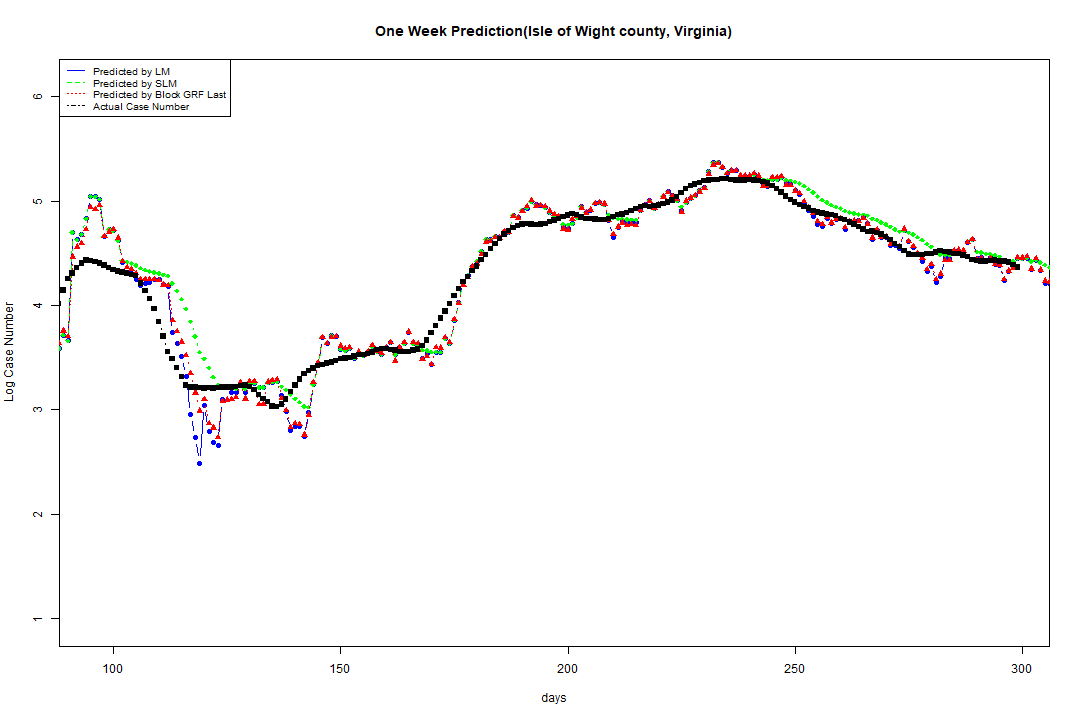 One Week Prediction(Isle of Wight county, Virginia)
Predicted by LM
Predicted by SLM
Predicted by Block GRF Last
Actual Case Number
6
5
4
3
2
1
Log Case Number
100 150 200 250 300
days